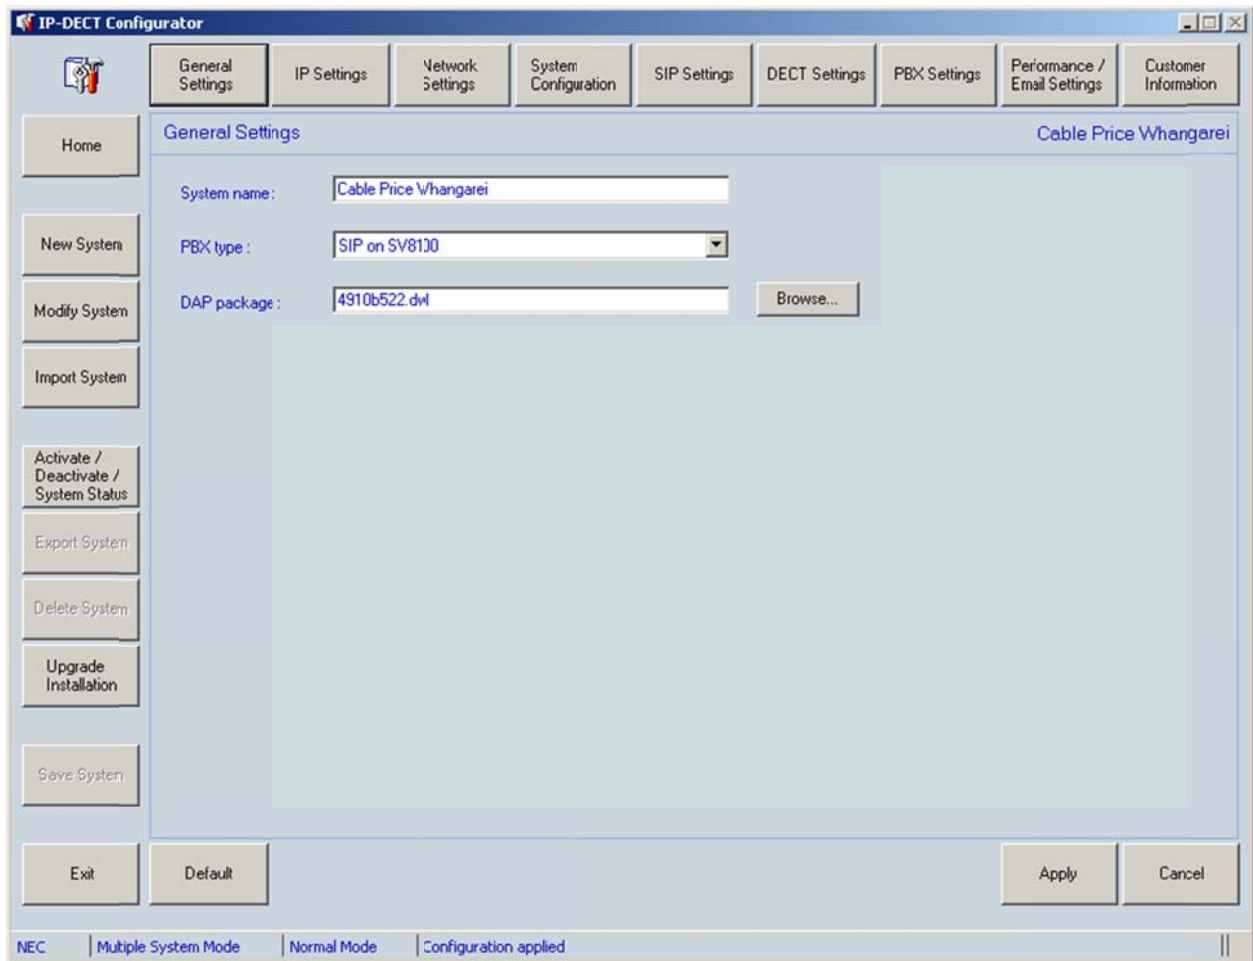 IP-DECT Configurator
General
Settings
IP Settings
Network
Settings
System
Configuration
SIP Settings
DECT Settings
PBX Settings
Performance /
Email Settings
Customer
Information
Home
General Settings
Cable Price Whangarei
System name:
Cable Price Whangarei
New System
PBX type :
SIP on SV8100
Modify System
DAP package :
4910b522.dwl
Browse...
Import System
Activate /
Deactivate /
System Status
Export System
Delete System
Upgrade
Installation
Save System
Exit
Default
Apply
Cancel
NEC
Multiple System Mode
Normal Mode
Configuration applied